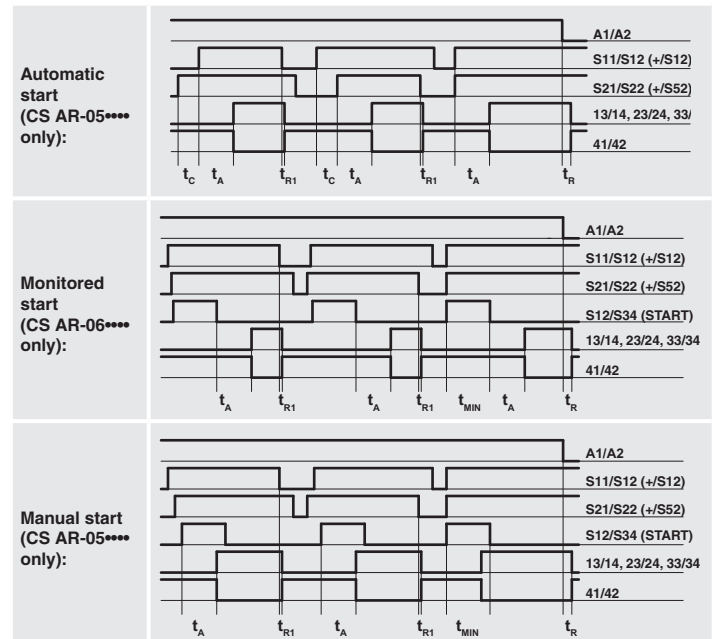 Automatic
start
(CS AR-05••••
only):
A1/A2
S11/S12 (+/S12)
S21/S22 (+/S52)
13/14, 23/24, 33/
41/42
tC tA tR1 tC tA tR1 tA tR
Monitored
start
(CS AR-06••••
only):
A1/A2
S11/S12 (+/S12)
S21/S22 (+/S52)
S12/S34 (START)
13/14, 23/24, 33/34
41/42
tA tR1 tA tR1 tMIN tA tR
Manual start
(CS AR-05••••
only):
A1/A2
S11/S12 (+/S12)
S21/S22 (+/S52)
S12/S34 (START)
13/14, 23/24, 33/34
41/42
tA tR1 tA tR1 tMIN tR